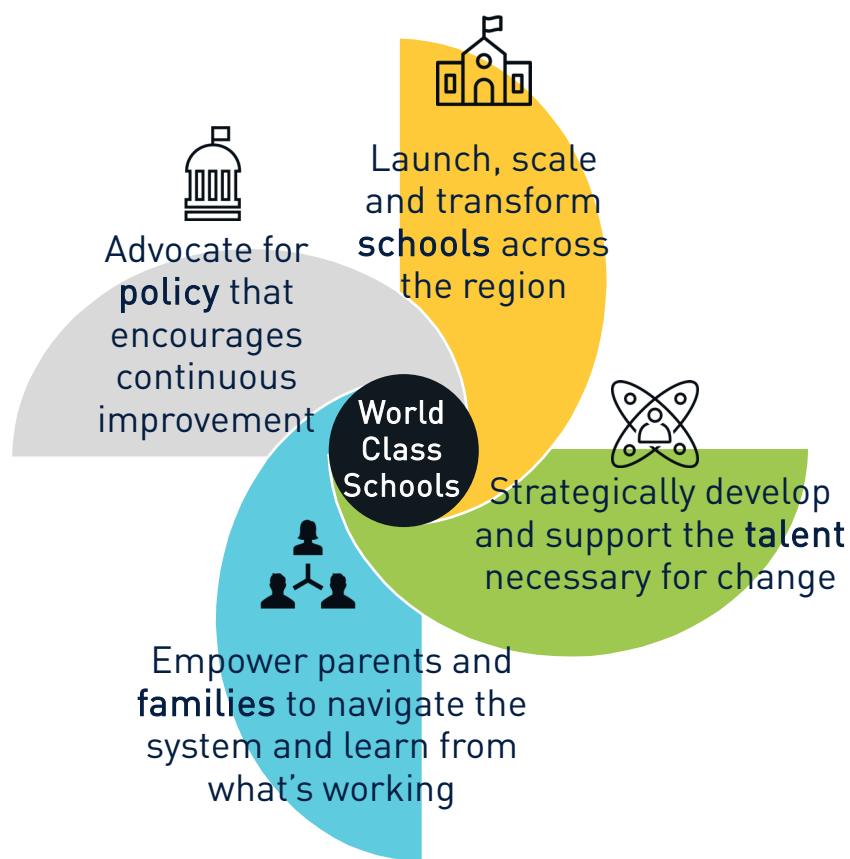 Launch, scale
and transform
schools across
the region
Advocate for
policy that
encourages
continuous
improvement
World
Class
Schools
Strategically develop
and support the talent
necessary for change
Empower parents and
families to navigate the
system and learn from
what’s working